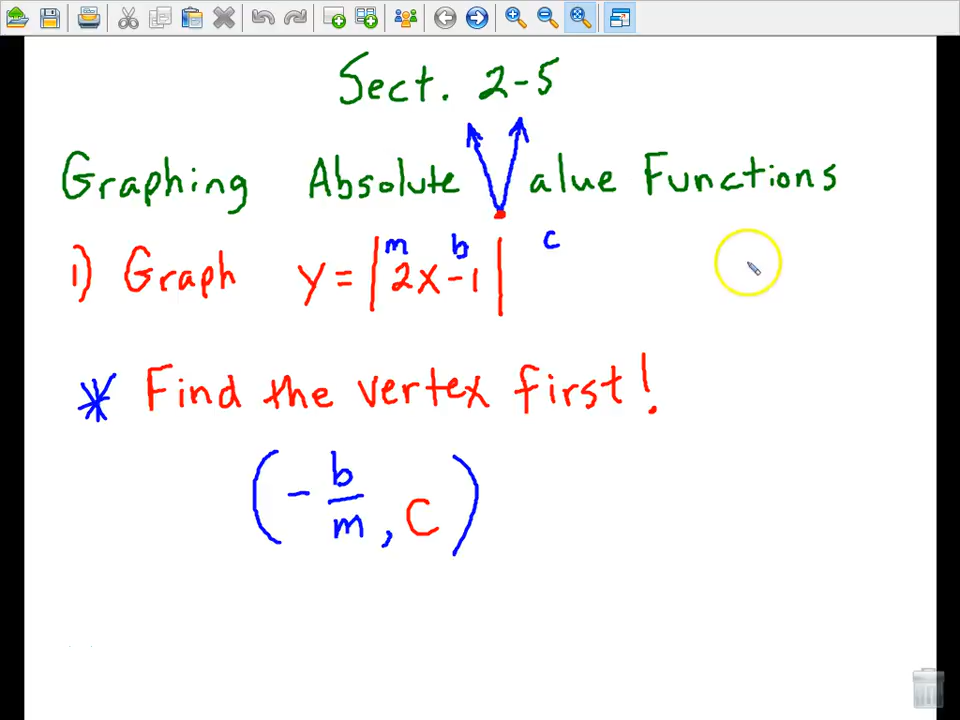 Sect. 2-5
Graphing Absolute Value Functions
m b c
1) Graph y = |2x-1|
* Find the vertex first!
(-b/m, C)